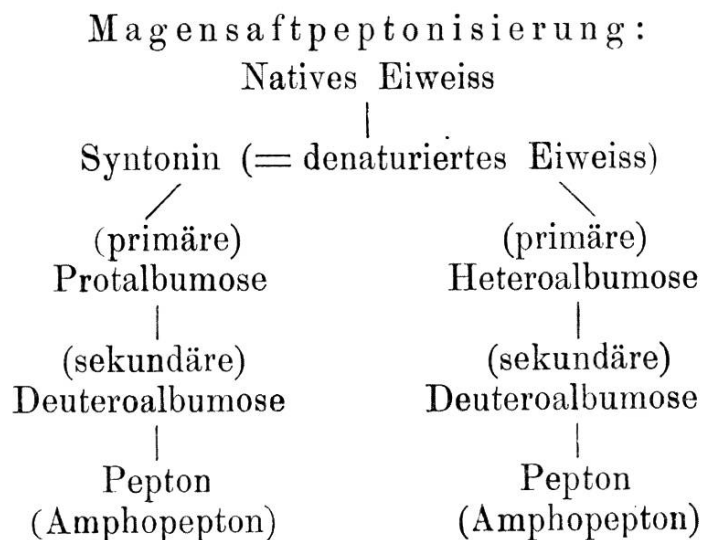 Magensaftpeptonisierung:
Natives Eiweiss
Syntonin (= denaturiertes Eiweiss)
(primäre)
Protalbumose
(sekundäre)
Deuteroalbumose
Pepton
(Amphopepton)
(primäre)
Heteroalbumose
(sekundäre)
Deuteroalbumose
Pepton
(Amphopepton)